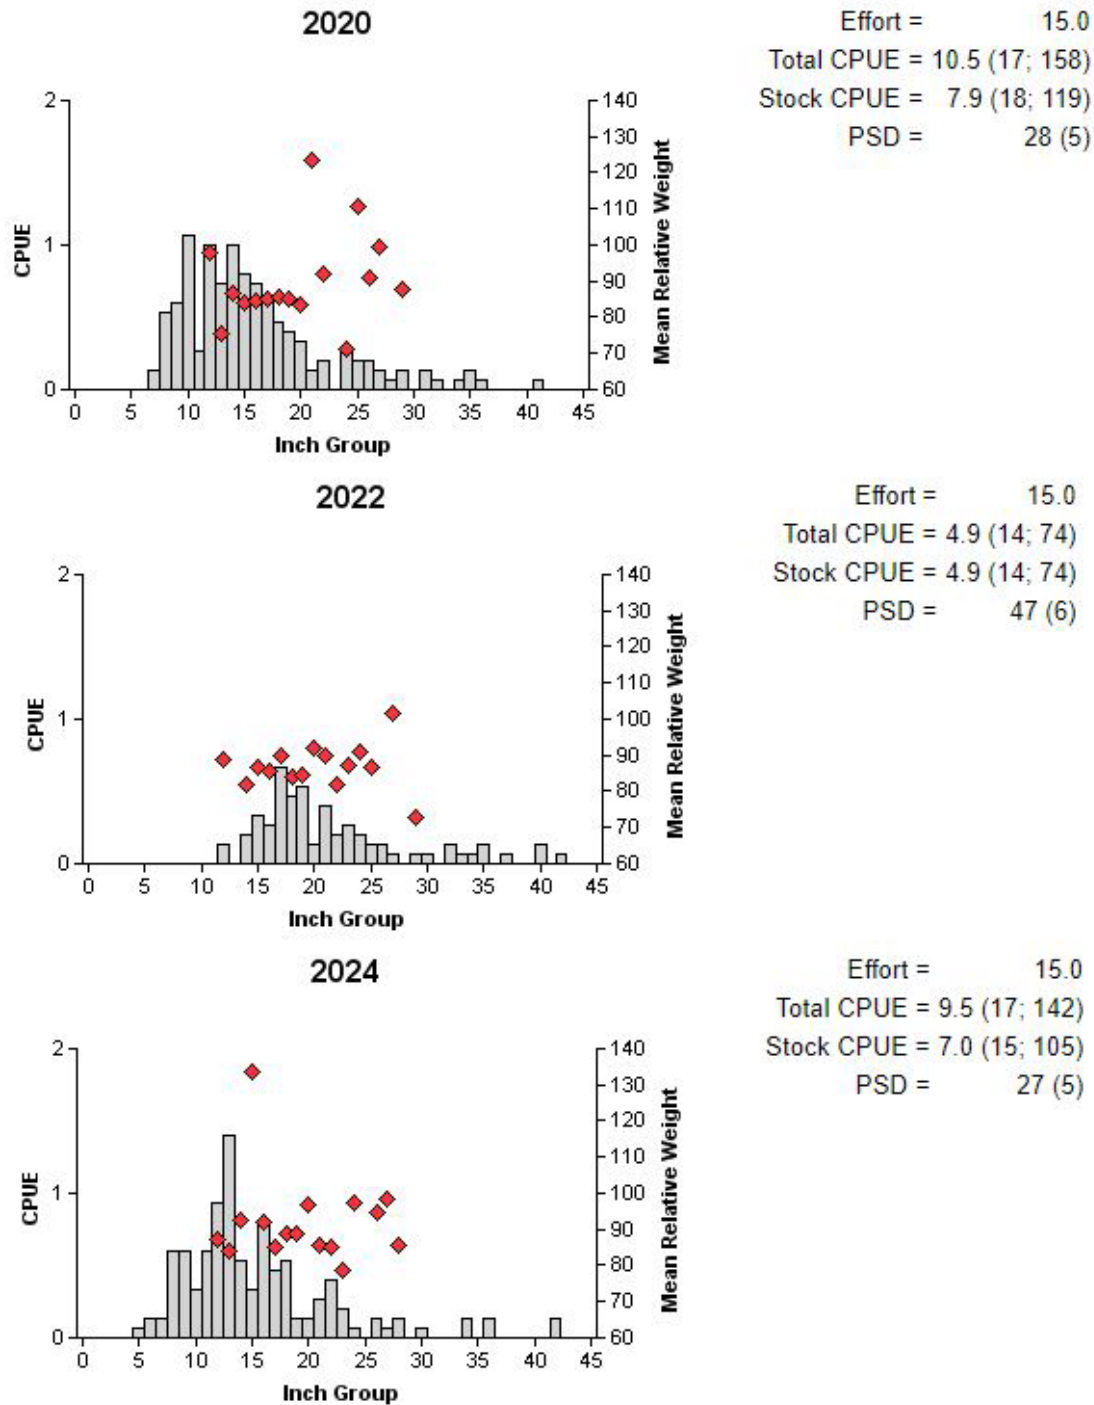 2020
Effort = 15.0
Total CPUE = 10.5 (17; 158)
Stock CPUE = 7.9 (18; 119)
PSD = 28 (5)
2 140
130
120
110
1 100
90
80
70
0 60
CPUE
Mean Relative Weight
0 5 10 15 20 25 30 35 40 45
Inch Group
2022
Effort = 15.0
Total CPUE = 4.9 (14; 74)
Stock CPUE = 4.9 (14; 74)
PSD = 47 (6)
2 140
130
120
110
1 100
90
80
70
0 60
CPUE
Mean Relative Weight
0 5 10 15 20 25 30 35 40 45
Inch Group
2024
Effort = 15.0
Total CPUE = 9.5 (17; 142)
Stock CPUE = 7.0 (15; 105)
PSD = 27 (5)
2 140
130
120
110
1 100
90
80
70
0 60
CPUE
Mean Relative Weight
0 5 10 15 20 25 30 35 40 45
Inch Group